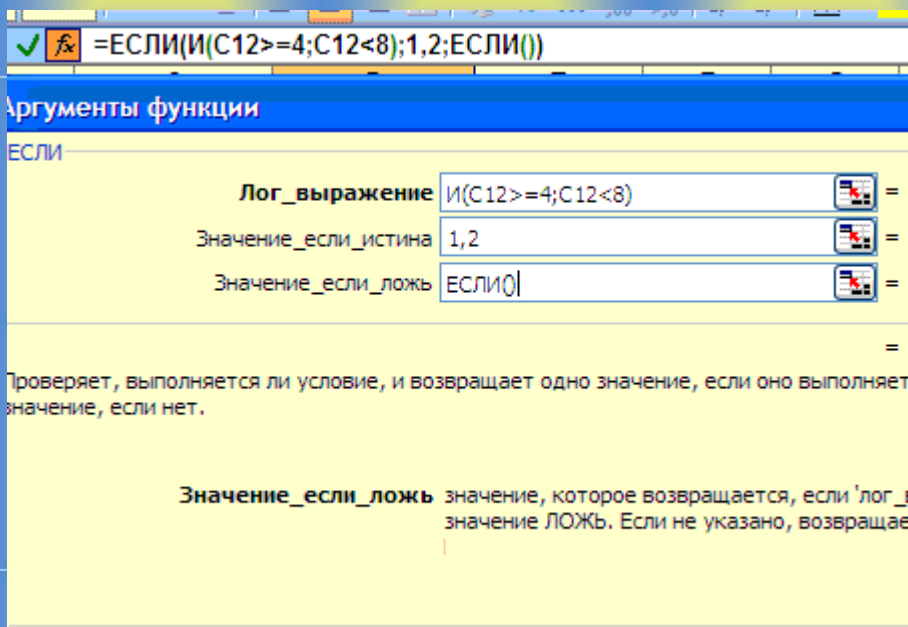 fx =ЕСЛИ(И(C12>=4;C12<8);1,2;ЕСЛИ())
Аргументы функции
ЕСЛИ
Лог_выражение И(C12>=4;C12<8) =
Значение_если_истина 1,2 =
Значение_если_ложь ЕСЛИ() =
=
Проверяет, выполняется ли условие, и возвращает одно значение, если оно выполняет
значение, если нет.
Значение_если_ложь значение, которое возвращается, если 'лог_в
значение ЛОЖЬ. Если не указано, возвращае